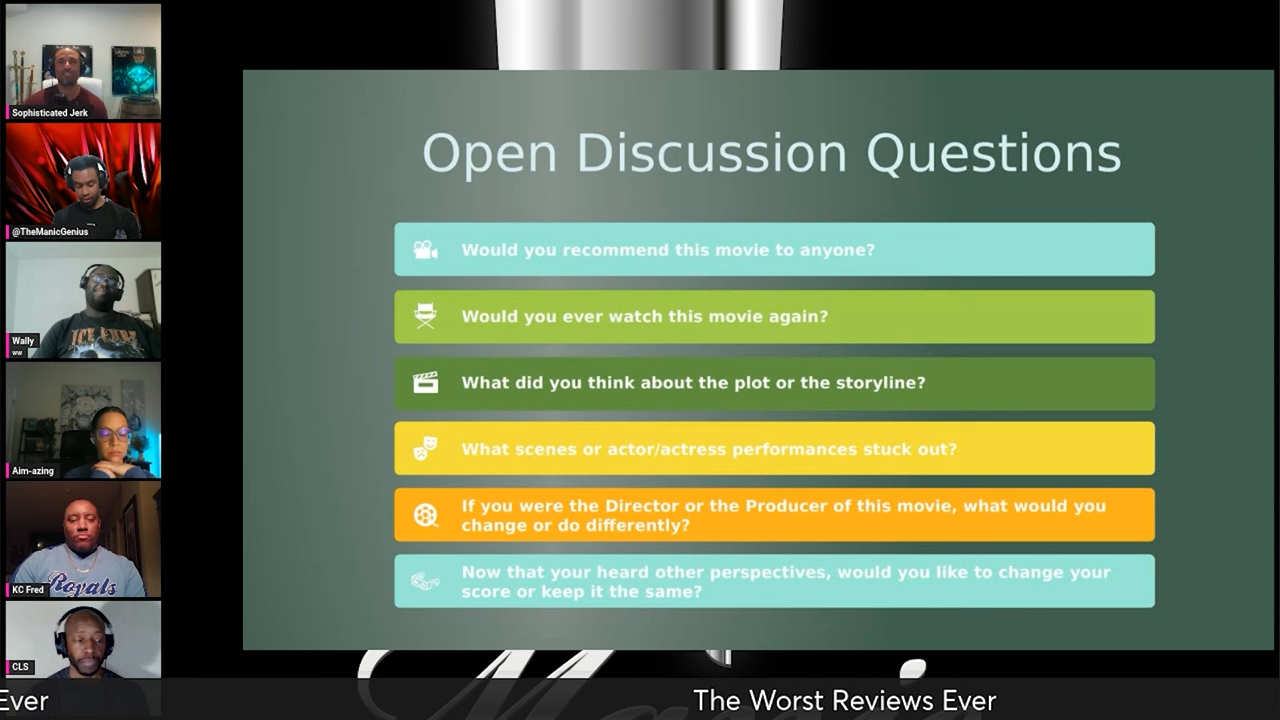 Sophisticated Jerk
@TheManicGenius
Wally
ww
Aim-azing
KC Fred
Royals
CLS
Open Discussion Questions
Would you recommend this movie to anyone?
Would you ever watch this movie again?
What did you think about the plot or the storyline?
What scenes or actor/actress performances stuck out?
If you were the Director or the Producer of this movie, what would you
change or do differently?
Now that your heard other perspectives, would you like to change your
score or keep it the same?
Ever
The Worst Reviews Ever